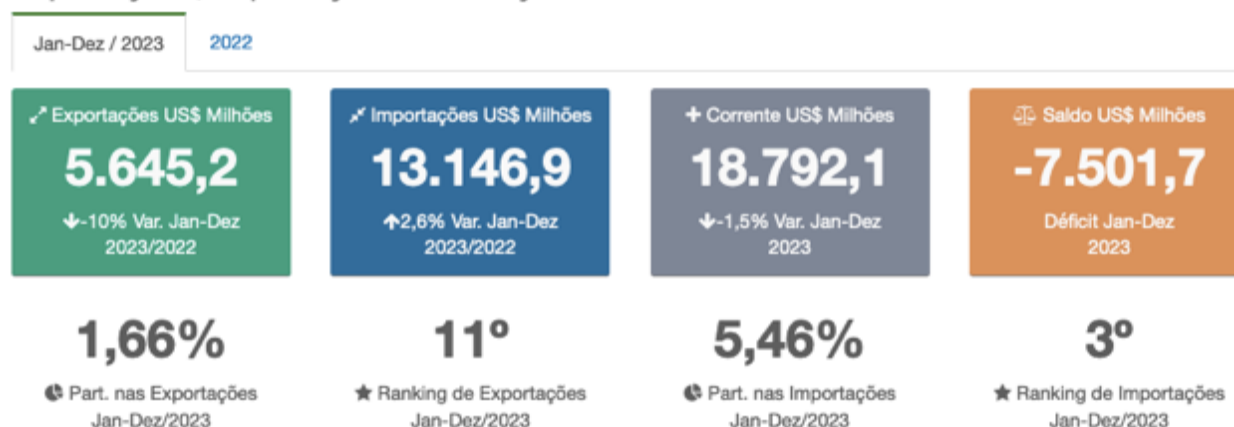 Jan-Dez / 2023
2022
Exportações US$ Milhões
5.645,2
-10% Var. Jan-Dez
2023/2022
Importações US$ Milhões
13.146,9
2,6% Var. Jan-Dez
2023/2022
Corrente US$ Milhões
18.792,1
-1,5% Var. Jan-Dez
2023
Saldo US$ Milhões
-7.501,7
Déficit Jan-Dez
2023
1,66%
Part. nas Exportações
Jan-Dez/2023
11º
Ranking de Exportações
Jan-Dez/2023
5,46%
Part. nas Importações
Jan-Dez/2023
3º
Ranking de Importações
Jan-Dez/2023